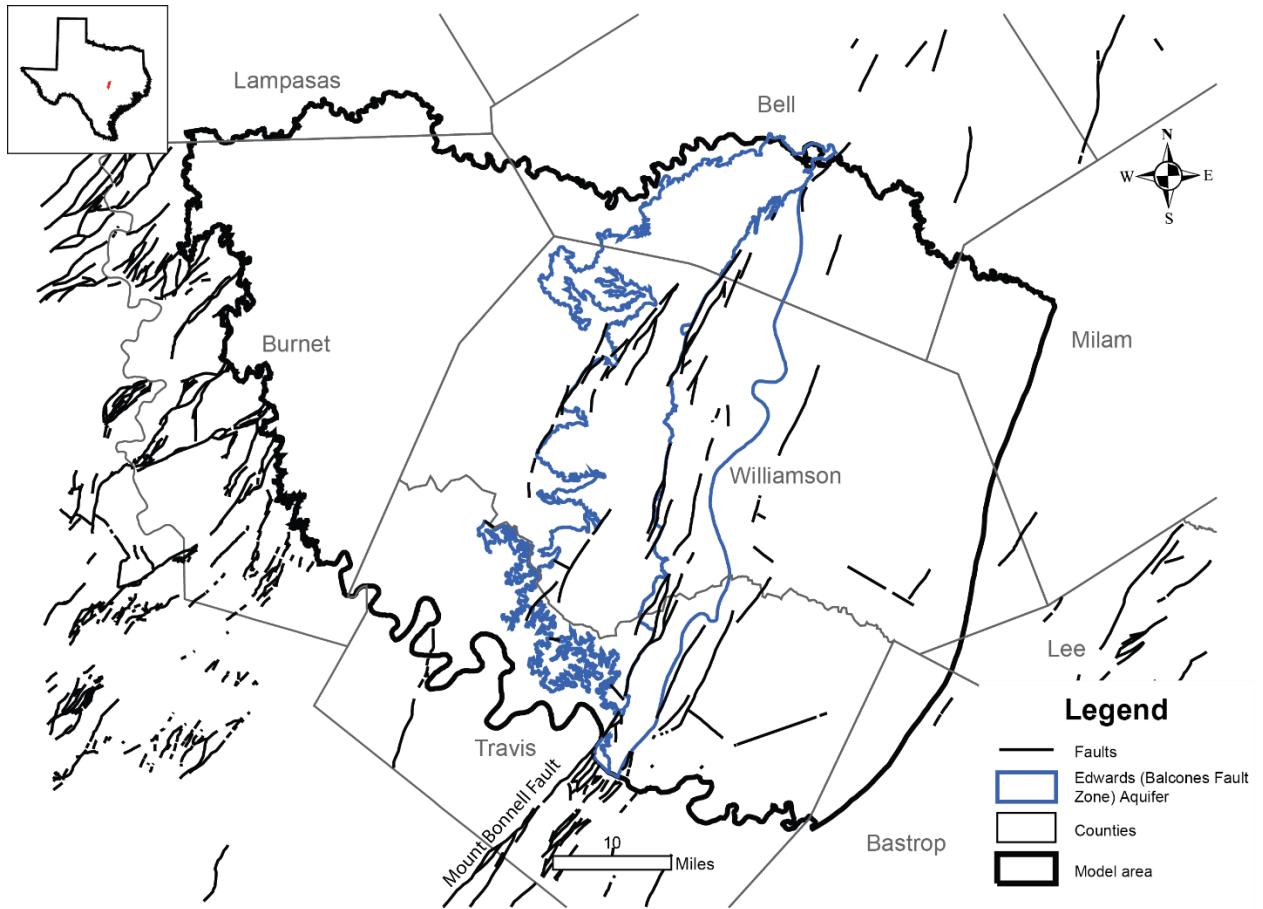 Lampasas
Bell
N
W
E
S
Burnet
Milam
Williamson
Lee
Travis
Mount Bonnell Fault
Bastrop
10
Miles
Legend
Faults
Edwards (Balcones Fault
Zone) Aquifer
Counties
Model area